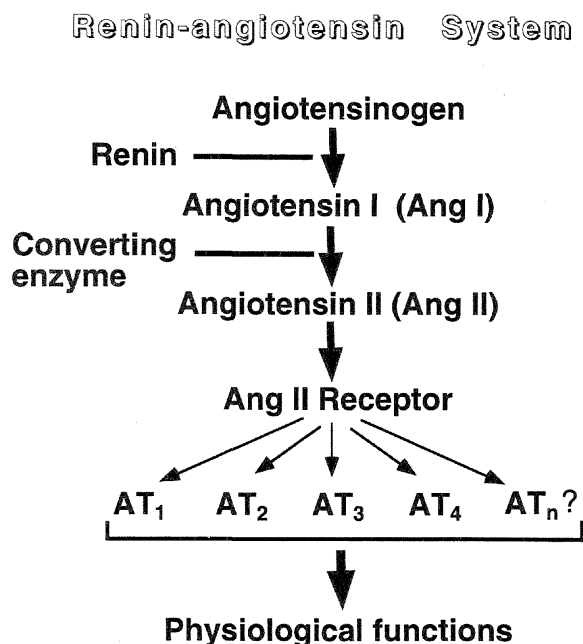 Renin-angiotensin System
Angiotensinogen
Renin
Angiotensin I (Ang I)
Converting
enzyme
Angiotensin II (Ang II)
Ang II Receptor
AT₁ AT₂ AT₃ AT₄ ATₙ?
Physiological functions